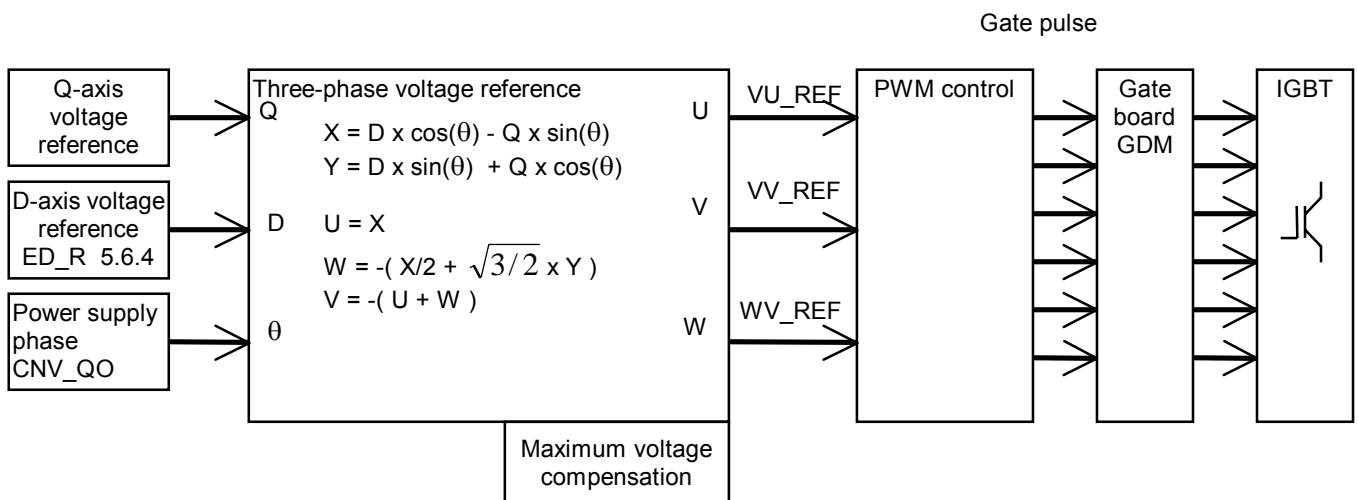 Gate pulse
Q-axis
voltage
reference
D-axis voltage
reference
ED_R 5.6.4
Power supply
phase
CNV_QO
Three-phase voltage reference
Q
X = D x cos(θ) - Q x sin(θ)
Y = D x sin(θ) + Q x cos(θ)
D
U = X
W = -( X/2 + √3/2 x Y )
V = -( U + W )
θ
U
V
W
Maximum voltage
compensation
VU_REF
VV_REF
WV_REF
PWM control
Gate
board
GDM
IGBT